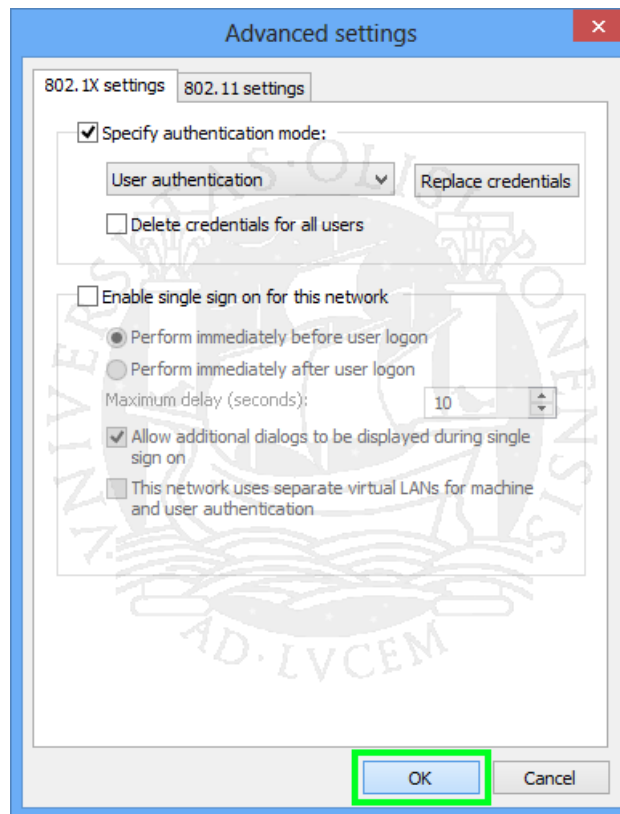 Advanced settings
802.1X settings
802.11 settings
Specify authentication mode:
User authentication
Replace credentials
Delete credentials for all users
Enable single sign on for this network
Perform immediately before user logon
Perform immediately after user logon
Maximum delay (seconds):
10
Allow additional dialogs to be displayed during single
sign on
This network uses separate virtual LANs for machine
and user authentication
VNIVERSITAS·OLISIPONENSIS
AD·LVCEM
OK
Cancel